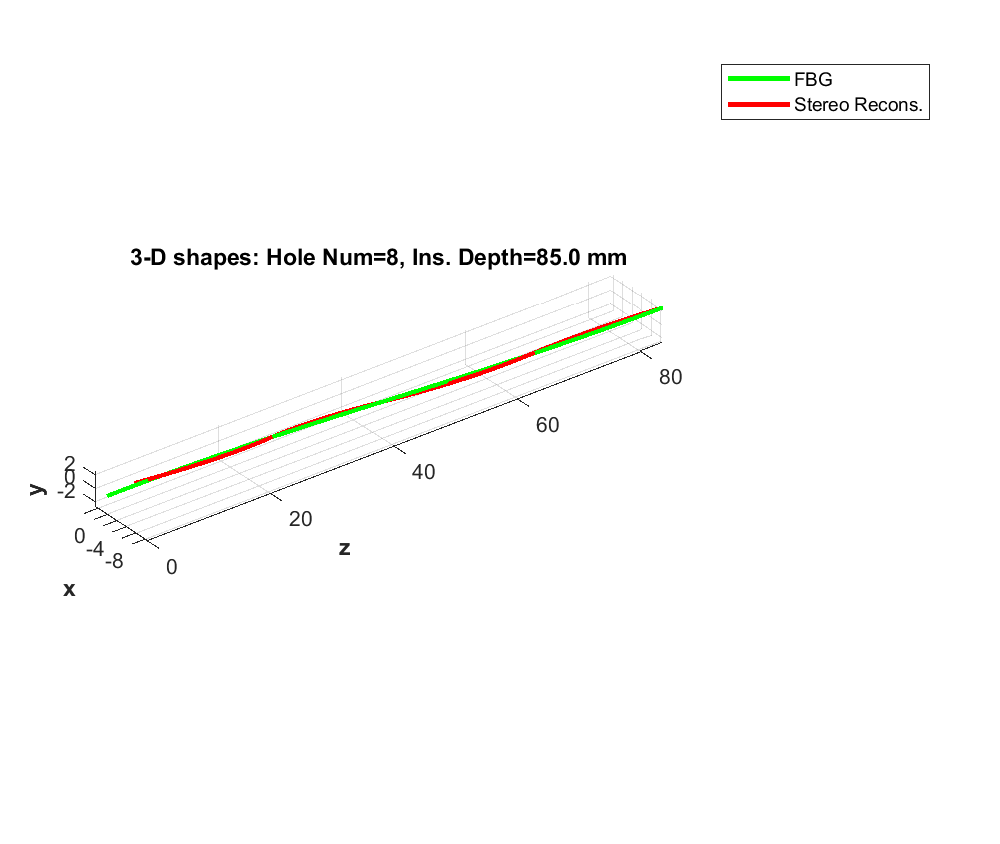 FBG
Stereo Recons.
3-D shapes: Hole Num=8, Ins. Depth=85.0 mm
80
60
40
20
0
z
2
0
-2
y
0
-4
-8
x